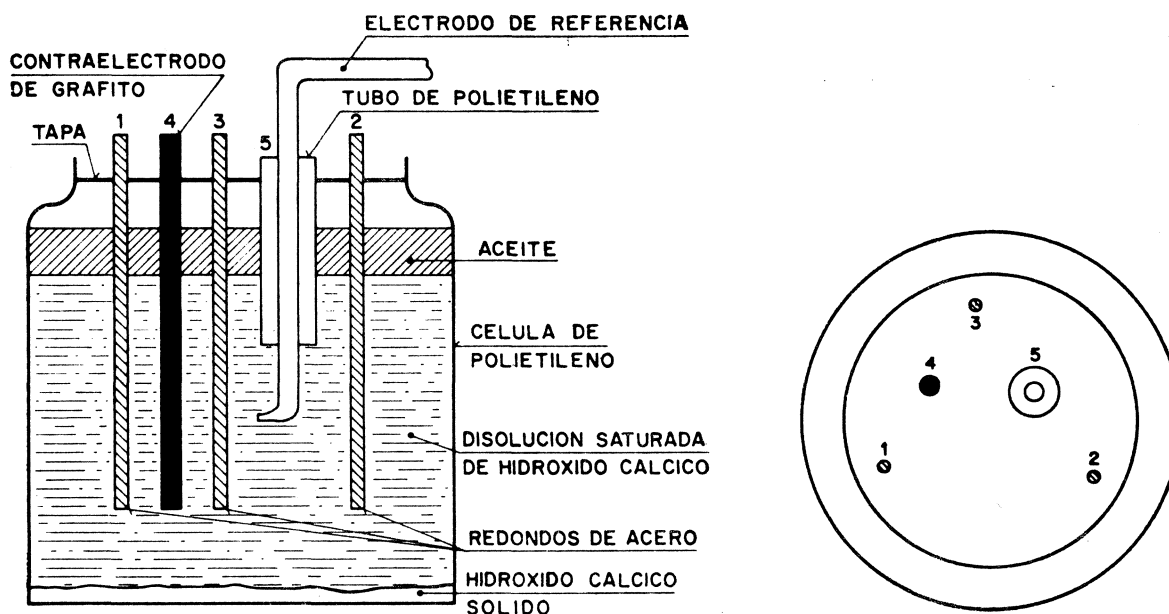 ELECTRODO DE REFERENCIA
CONTRAELECTRODO
DE GRAFITO
TUBO DE POLIETILENO
TAPA
1
4
3
5
2
ACEITE
CELULA DE
POLIETILENO
DISOLUCION SATURADA
DE HIDROXIDO CALCICO
REDONDOS DE ACERO
HIDROXIDO CALCICO
SOLIDO
3
4
5
1
2